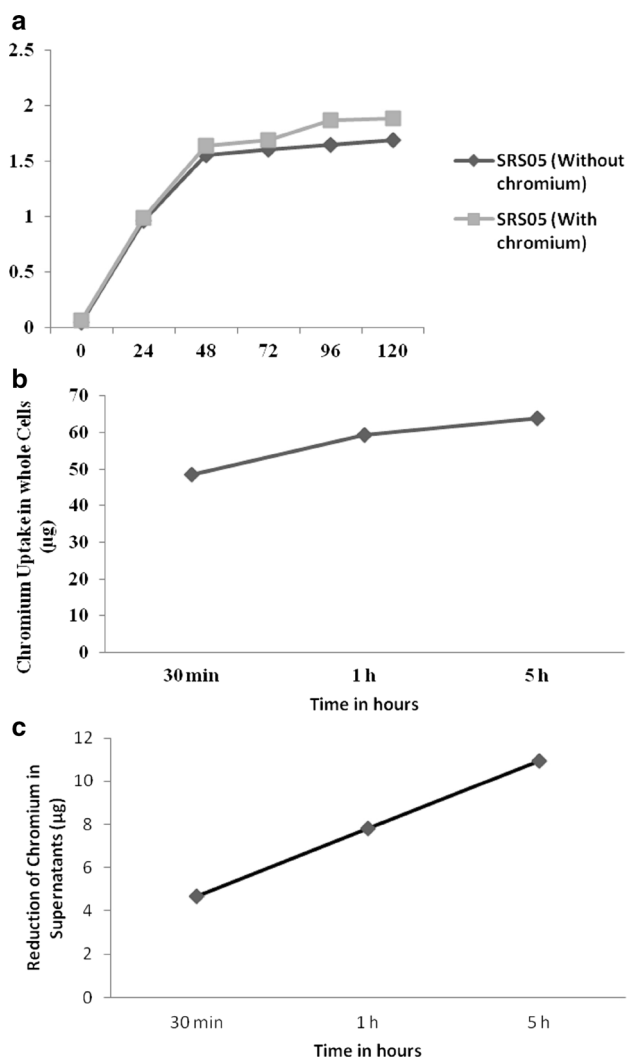 a
2.5
2
1.5
1
0.5
0
0 24 48 72 96 120
SRS05 (Without
chromium)
SRS05 (With
chromium)
b
Chromium Uptake in whole Cells
(µg)
70
60
50
40
30
20
10
0
30 min 1 h 5 h
Time in hours
c
Reduction of Chromium in
Supernatants (µg)
12
10
8
6
4
2
0
30 min 1 h 5 h
Time in hours